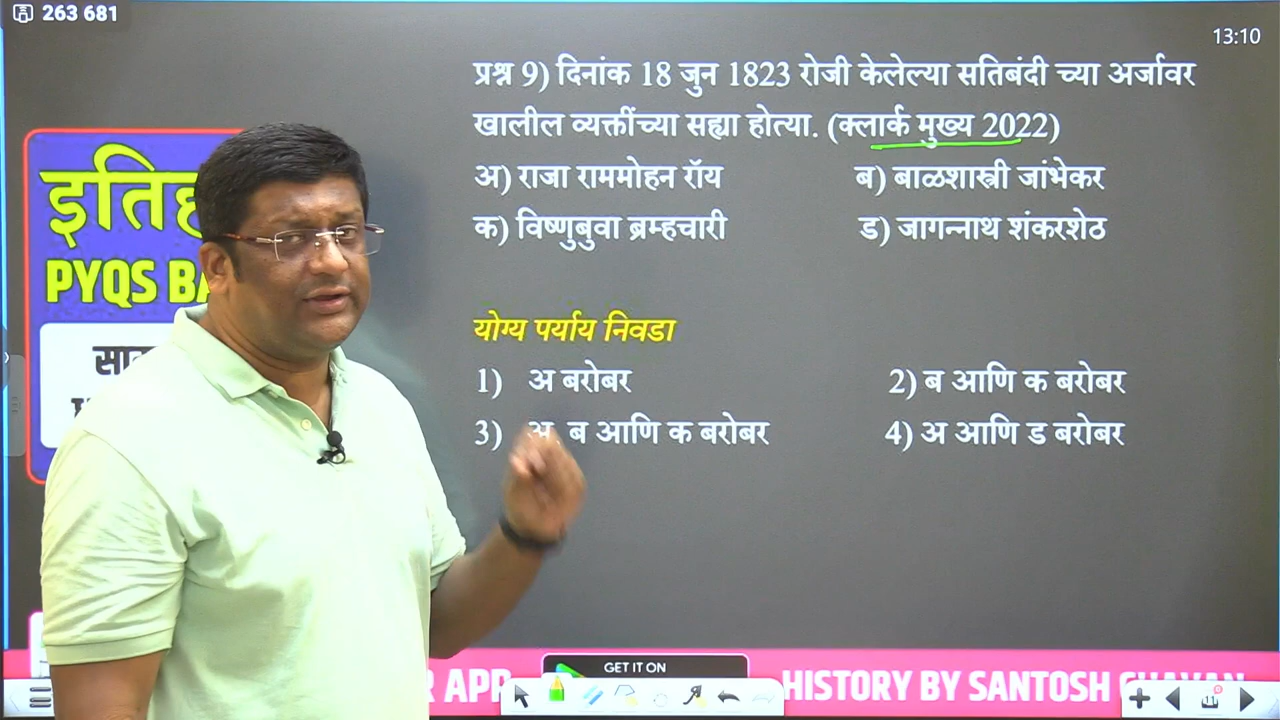 263 681
13:10
प्रश्न 9) दिनांक 18 जुन 1823 रोजी केलेल्या सतिबंदी च्या अर्जावर
खालील व्यक्तींच्या सह्या होत्या. (क्लार्क मुख्य 2022)
अ) राजा राममोहन रॉय
ब) बाळशास्त्री जांभेकर
क) विष्णुबुवा ब्रम्हचारी
ड) जागन्नाथ शंकरशेठ
योग्य पर्याय निवडा
1) अ बरोबर
2) ब आणि क बरोबर
3) अ ब आणि क बरोबर
4) अ आणि ड बरोबर
PYQS
GET IT ON
APP
HISTORY BY SANTOSH
11